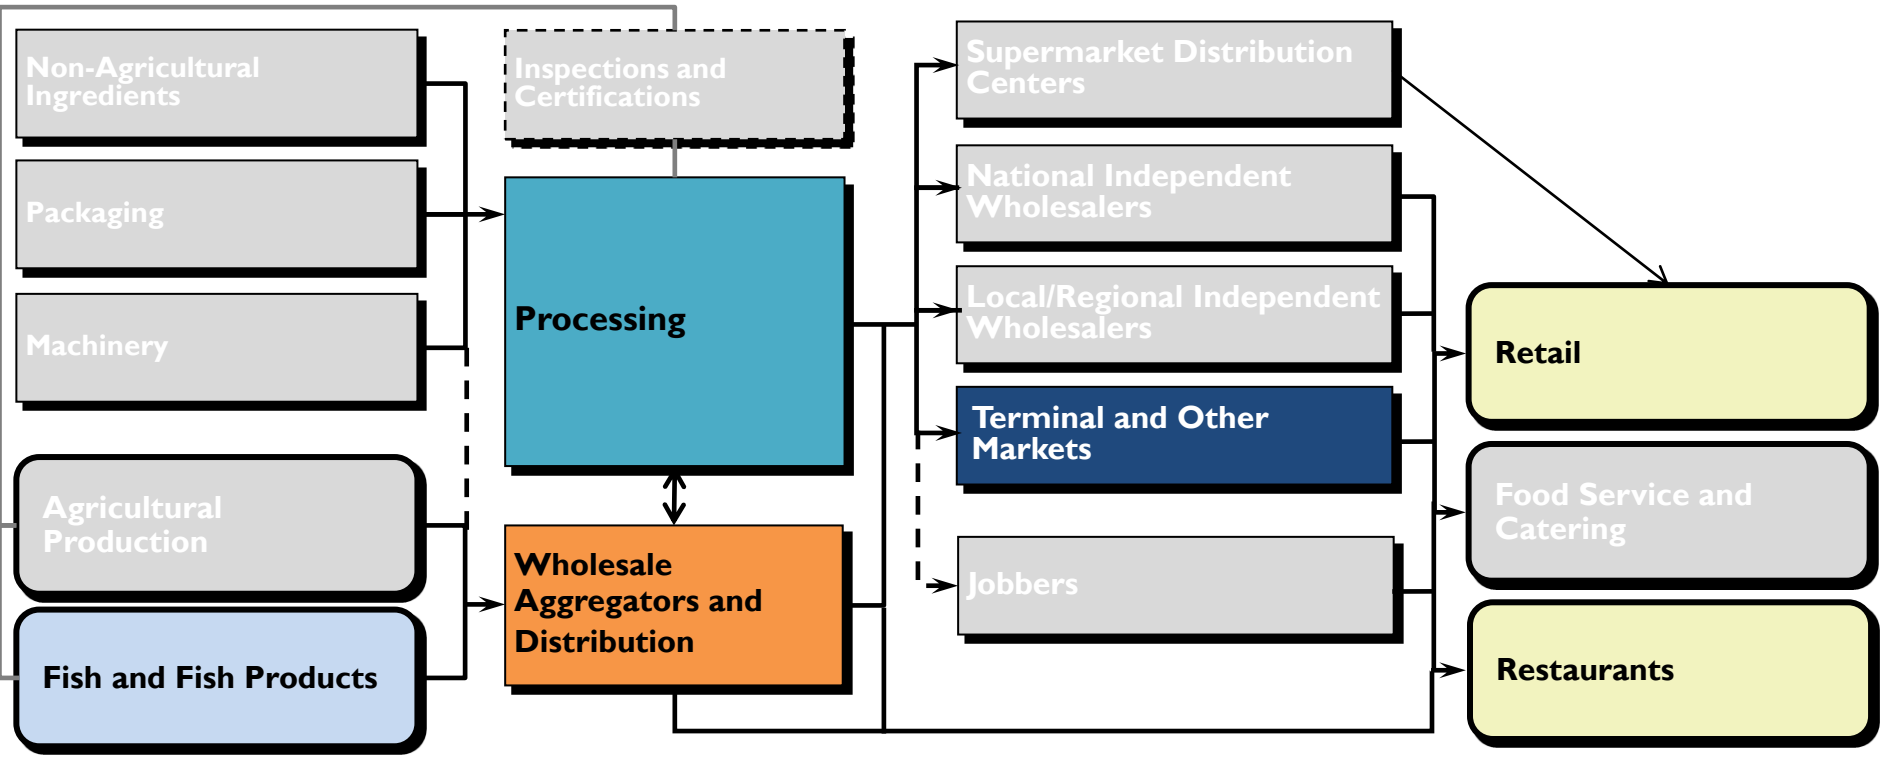 Non-Agricultural
Ingredients
Packaging
Machinery
Agricultural
Production
Fish and Fish Products
Inspections and
Certifications
Processing
Wholesale
Aggregators and
Distribution
Supermarket Distribution
Centers
National Independent
Wholesalers
Local/Regional Independent
Wholesalers
Terminal and Other
Markets
Jobbers
Retail
Food Service and
Catering
Restaurants